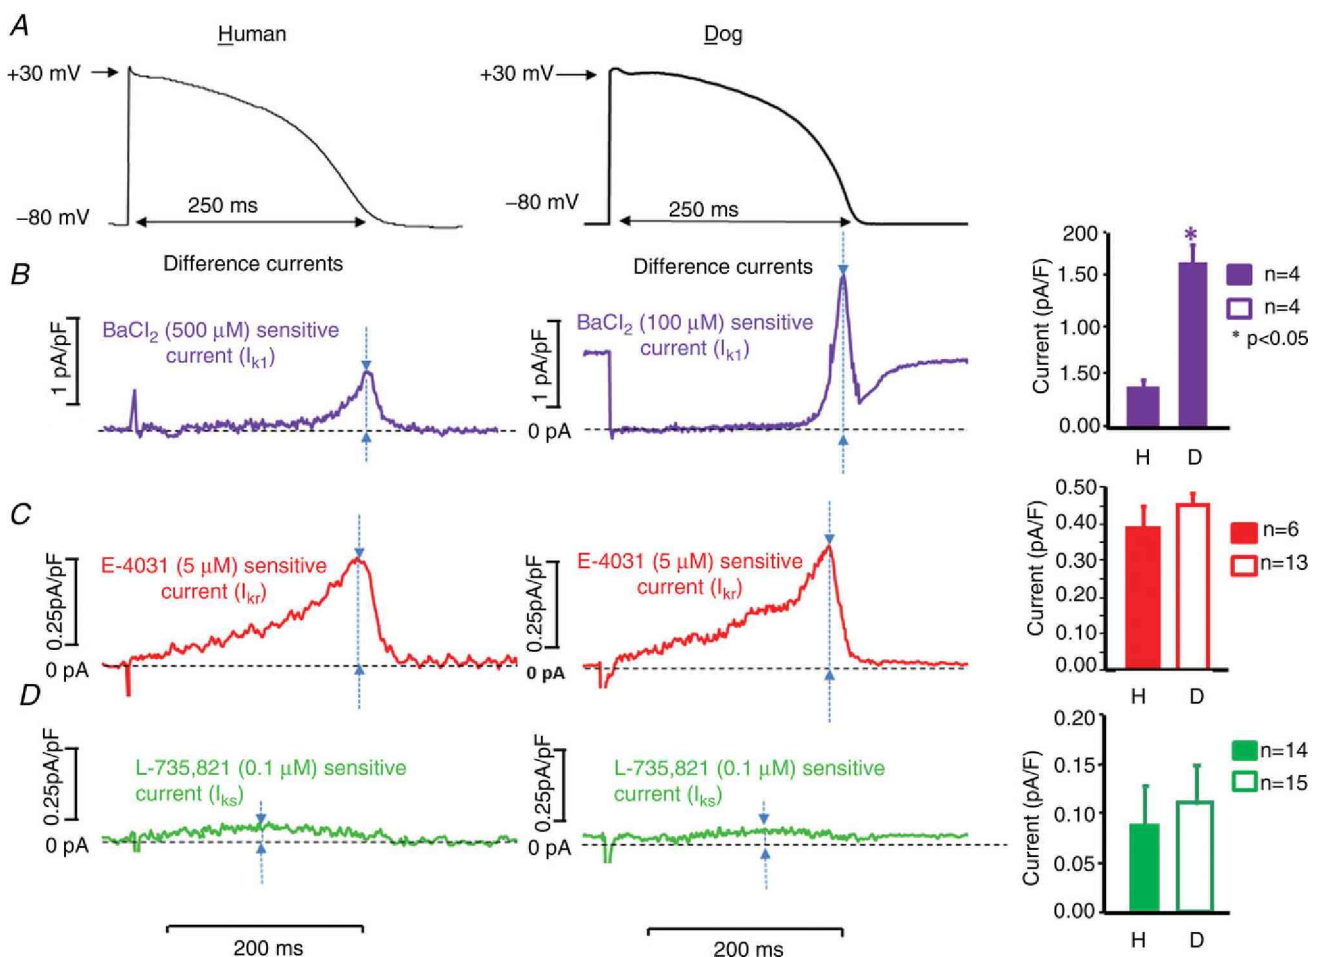 A
Human
Dog
+30 mV
+30 mV
–80 mV
250 ms
–80 mV
250 ms
B
Difference currents
Difference currents
1 pA/pF
BaCl2 (500 μM) sensitive
current (Ik1)
1 pA/pF
BaCl2 (100 μM) sensitive
current (Ik1)
0 pA
Current (pA/F)
200
1.50
1.00
1.50
0.00
*
H
D
n=4
n=4
* p<0.05
C
0.25pA/pF
E-4031 (5 μM) sensitive
current (Ikr)
0 pA
0.25pA/pF
E-4031 (5 μM) sensitive
current (Ikr)
0 pA
Current (pA/F)
0.50
0.40
0.30
0.20
0.10
0.00
H
D
n=6
n=13
D
0.25pA/pF
L-735,821 (0.1 μM) sensitive
current (Iks)
0 pA
0.25pA/pF
L-735,821 (0.1 μM) sensitive
current (Iks)
0 pA
Current (pA/F)
0.20
0.15
0.10
0.05
0.00
H
D
n=14
n=15
200 ms
200 ms